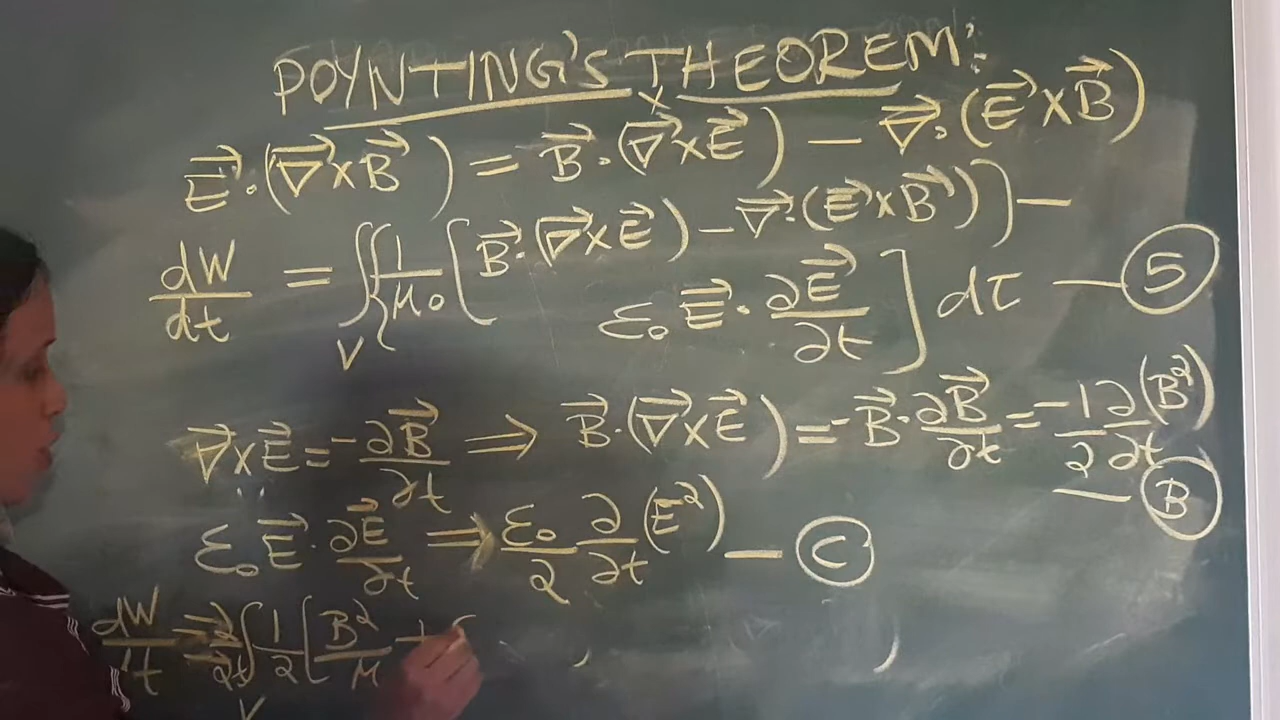 POYNTING'S THEOREM:
E⃗·(∇⃗×B⃗) = B⃗·(∇⃗×E⃗) − ∇⃗·(E⃗×B⃗)
dW/dt = ∫∫_V {1/μ₀ [B⃗·(∇⃗×E⃗) − ∇⃗·(E⃗×B⃗)] −
ε₀ E⃗·∂E⃗/∂t] dτ — ⑤
∇⃗×E⃗ = −∂B⃗/∂t ⇒ B⃗·(∇⃗×E⃗) = −B⃗·∂B⃗/∂t = −1/2 ∂/∂t (B²)
— Ⓑ
ε₀ E⃗·∂E⃗/∂t ⇒ ε₀/2 ∂/∂t (E²) — Ⓒ
dW/dt = −∂/∂t ∫_V 1/2 [B²/μ +